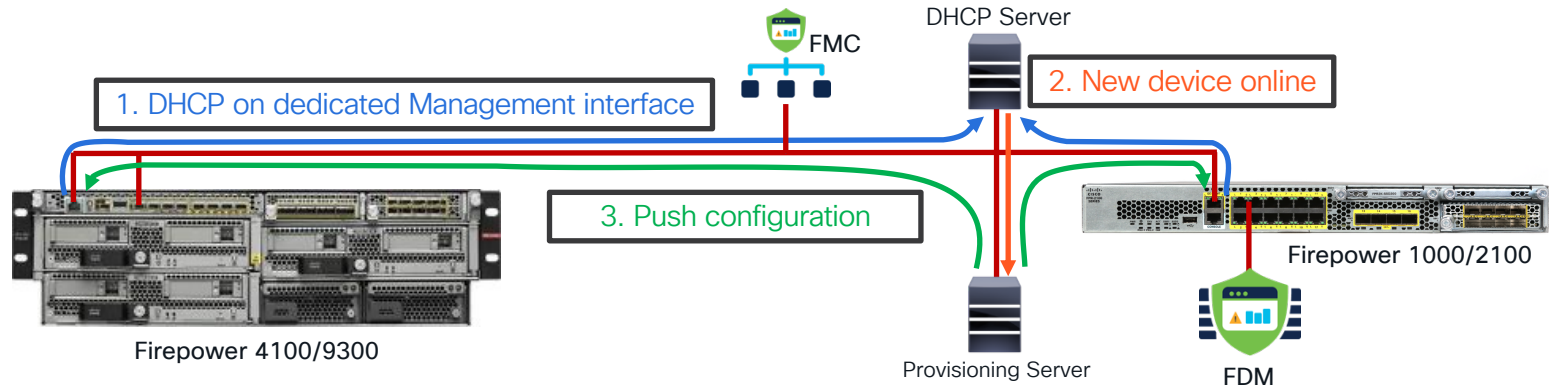 DHCP Server
FMC
1. DHCP on dedicated Management interface
2. New device online
3. Push configuration
Firepower 1000/2100
Firepower 4100/9300
Provisioning Server
FDM